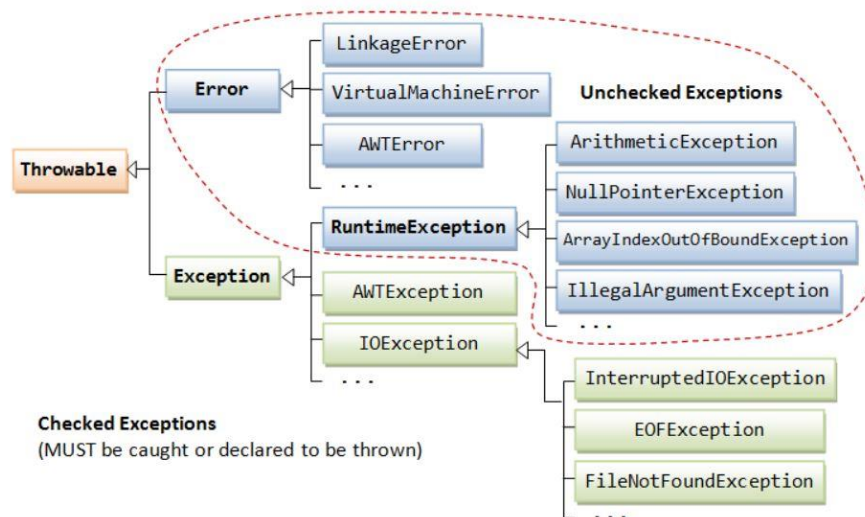 LinkageError
Error
VirtualMachineError
Unchecked Exceptions
AWTError
ArithmeticException
Throwable
...
NullPointerException
RuntimeException
ArrayIndexOutOfBoundException
Exception
AWTException
IllegalArgumentException
...
IOException
...
InterruptedIOException
Checked Exceptions
(MUST be caught or declared to be thrown)
EOFException
FileNotFoundException
...